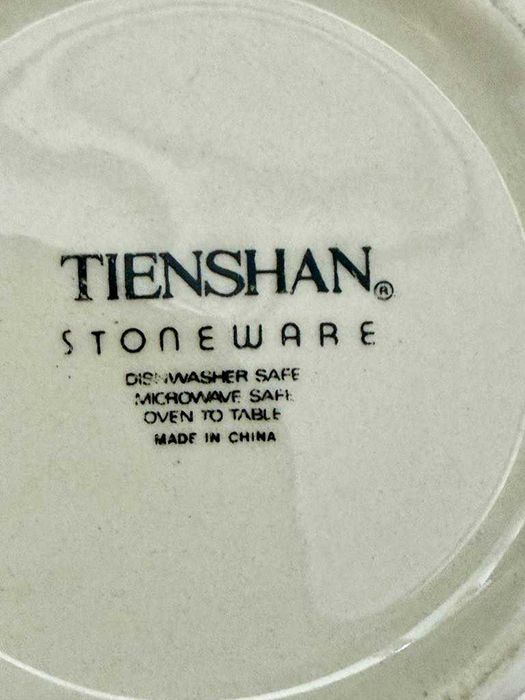 TIENSHAN®
STONEWARE
DISHWASHER SAFE
MICROWAVE SAFE
OVEN TO TABLE
MADE IN CHINA